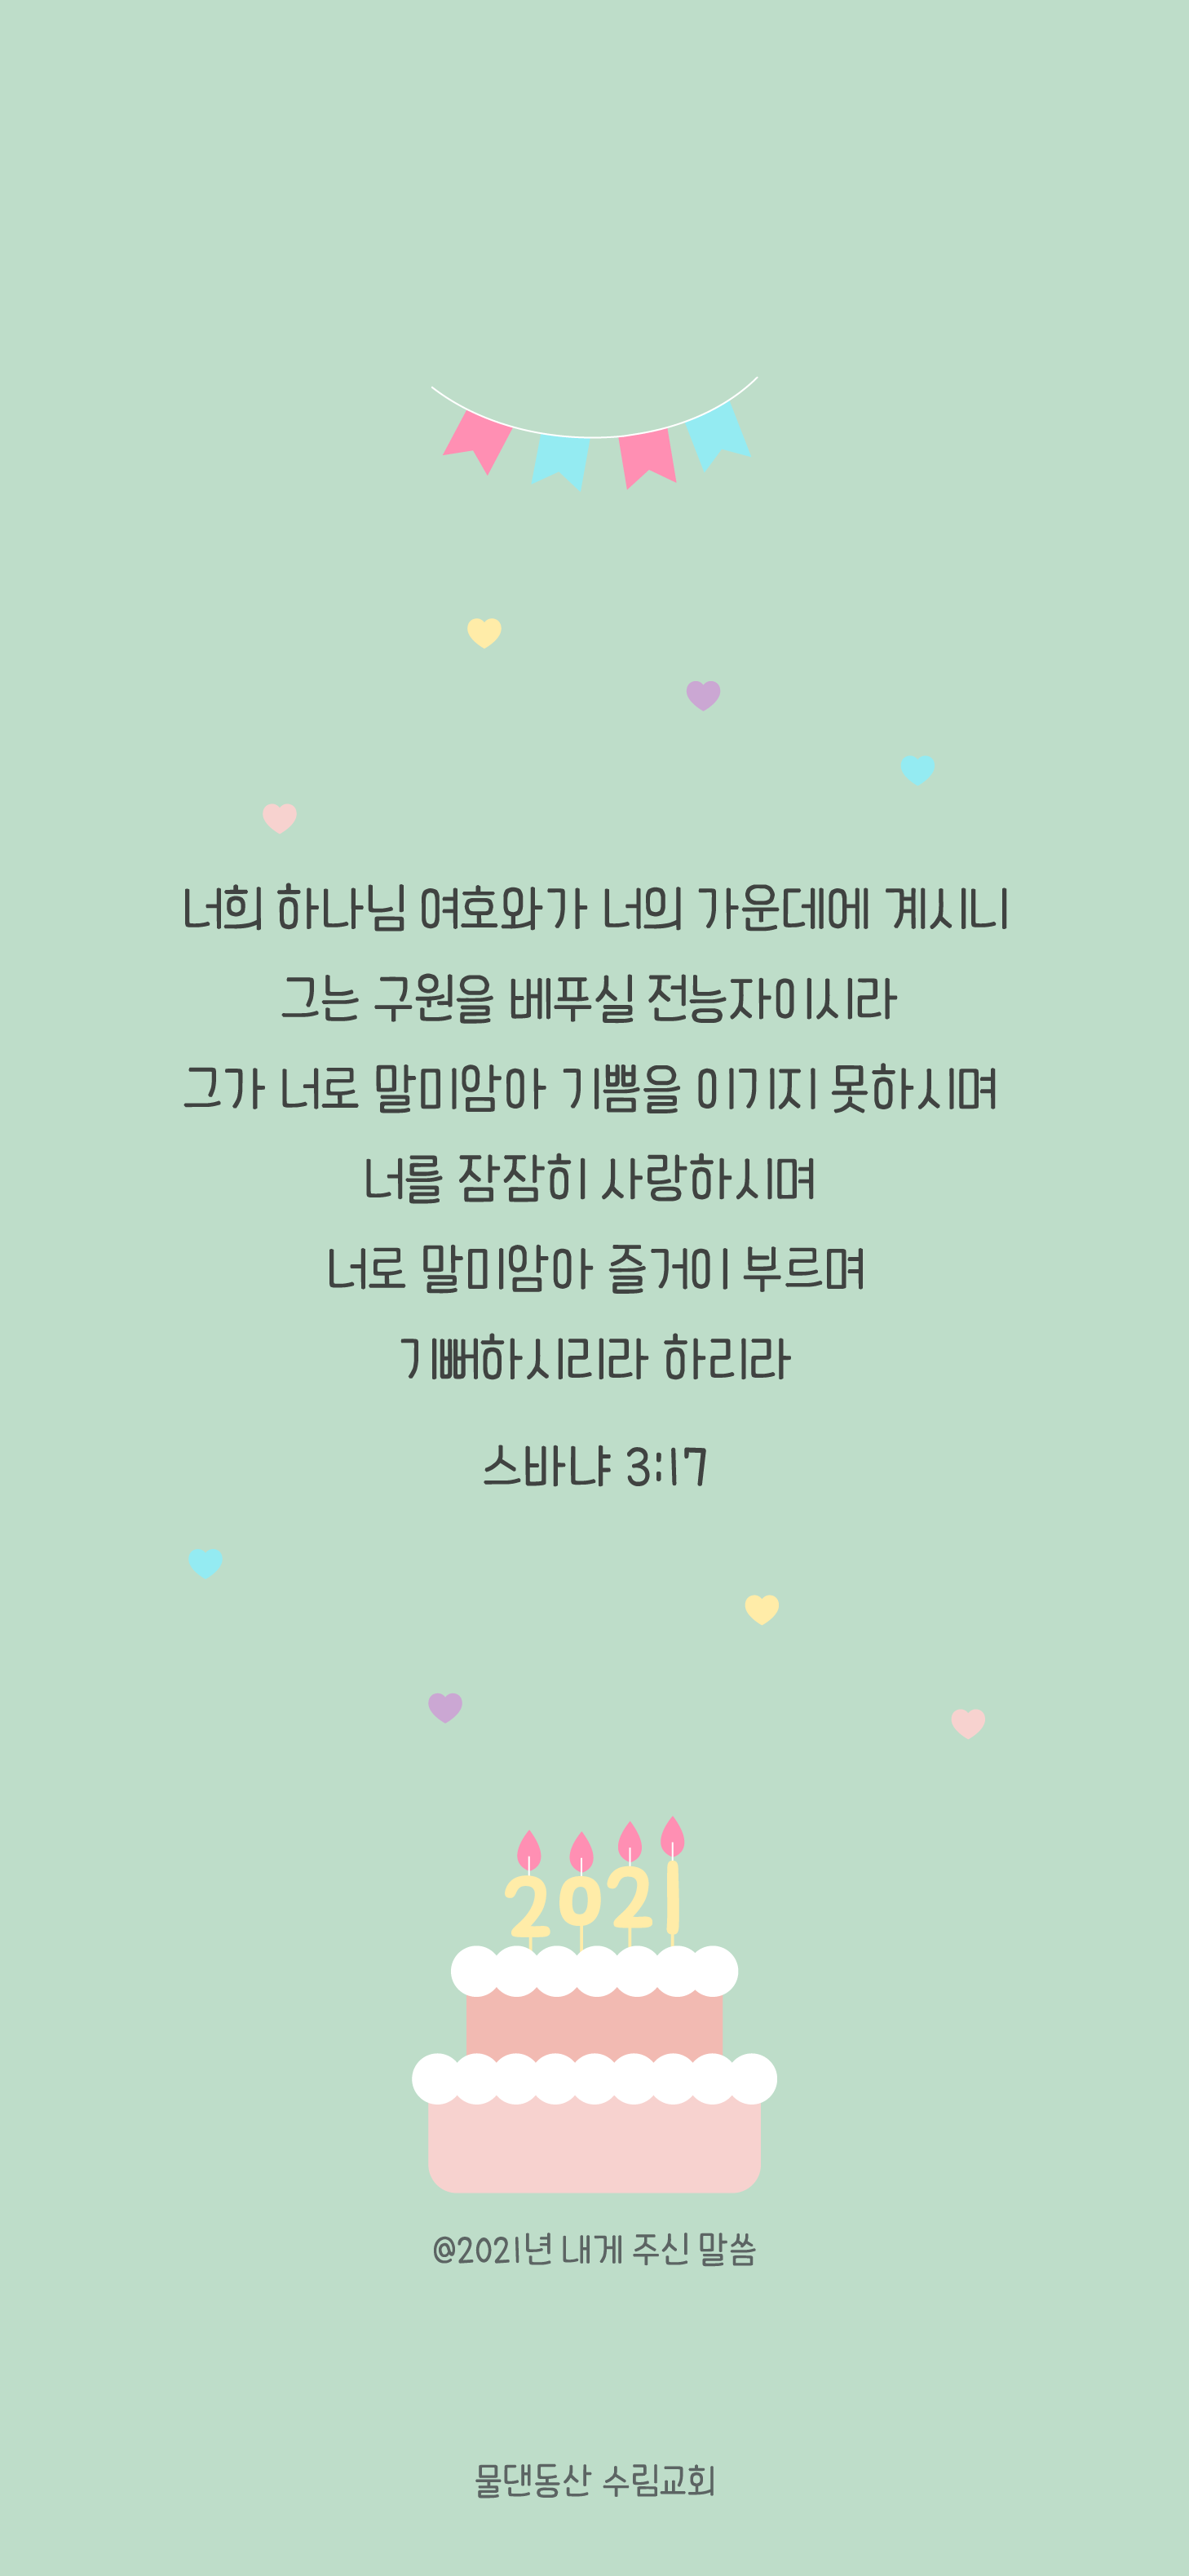 너희 하나님 여호와가 너의 가운데에 계시니
그는 구원을 베푸실 전능자이시라
그가 너로 말미암아 기쁨을 이기지 못하시며
너를 잠잠히 사랑하시며
너로 말미암아 즐거이 부르며
기뻐하시리라 하리라
스바냐 3:17
2021
@2021년 내게 주신 말씀
물댄동산 수림교회